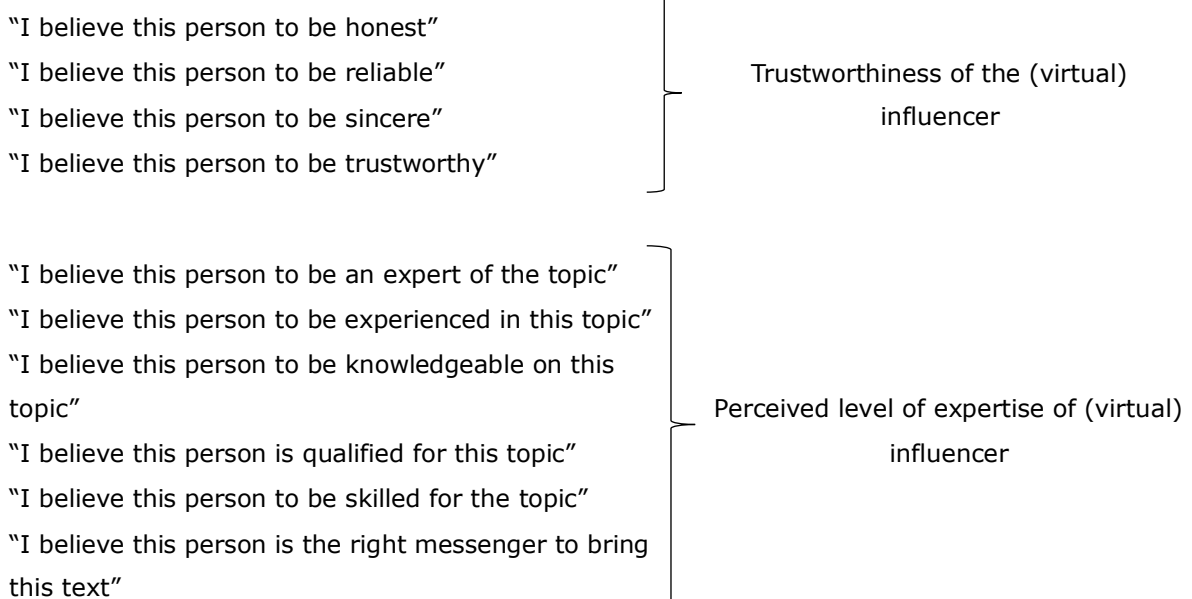 “I believe this person to be honest”
“I believe this person to be reliable”
“I believe this person to be sincere”
“I believe this person to be trustworthy”
Trustworthiness of the (virtual)
influencer
“I believe this person to be an expert of the topic”
“I believe this person to be experienced in this topic”
“I believe this person to be knowledgeable on this
topic”
“I believe this person is qualified for this topic”
“I believe this person to be skilled for the topic”
“I believe this person is the right messenger to bring
this text”
Perceived level of expertise of (virtual)
influencer